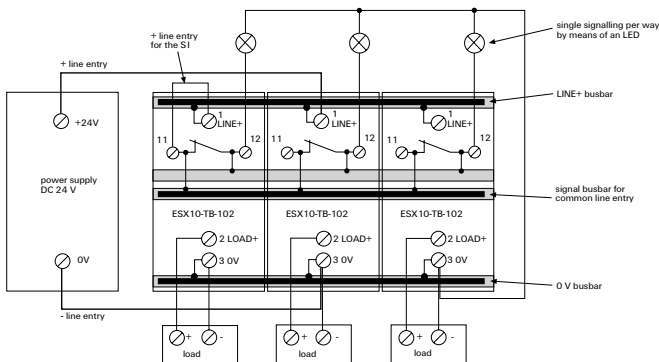 + line entry
for the SI
single signalling per way
by means of an LED
+ line entry
LINE+ busbar
+24V
1
LINE+
1
LINE+
1
LINE+
11
12
11
12
11
12
power supply
DC 24 V
signal busbar for
common line entry
ESX10-TB-102
ESX10-TB-102
ESX10-TB-102
2 LOAD+
2 LOAD+
2 LOAD+
0V
3 0V
3 0V
3 0V
0 V busbar
- line entry
+
-
+
-
+
-
load
load
load